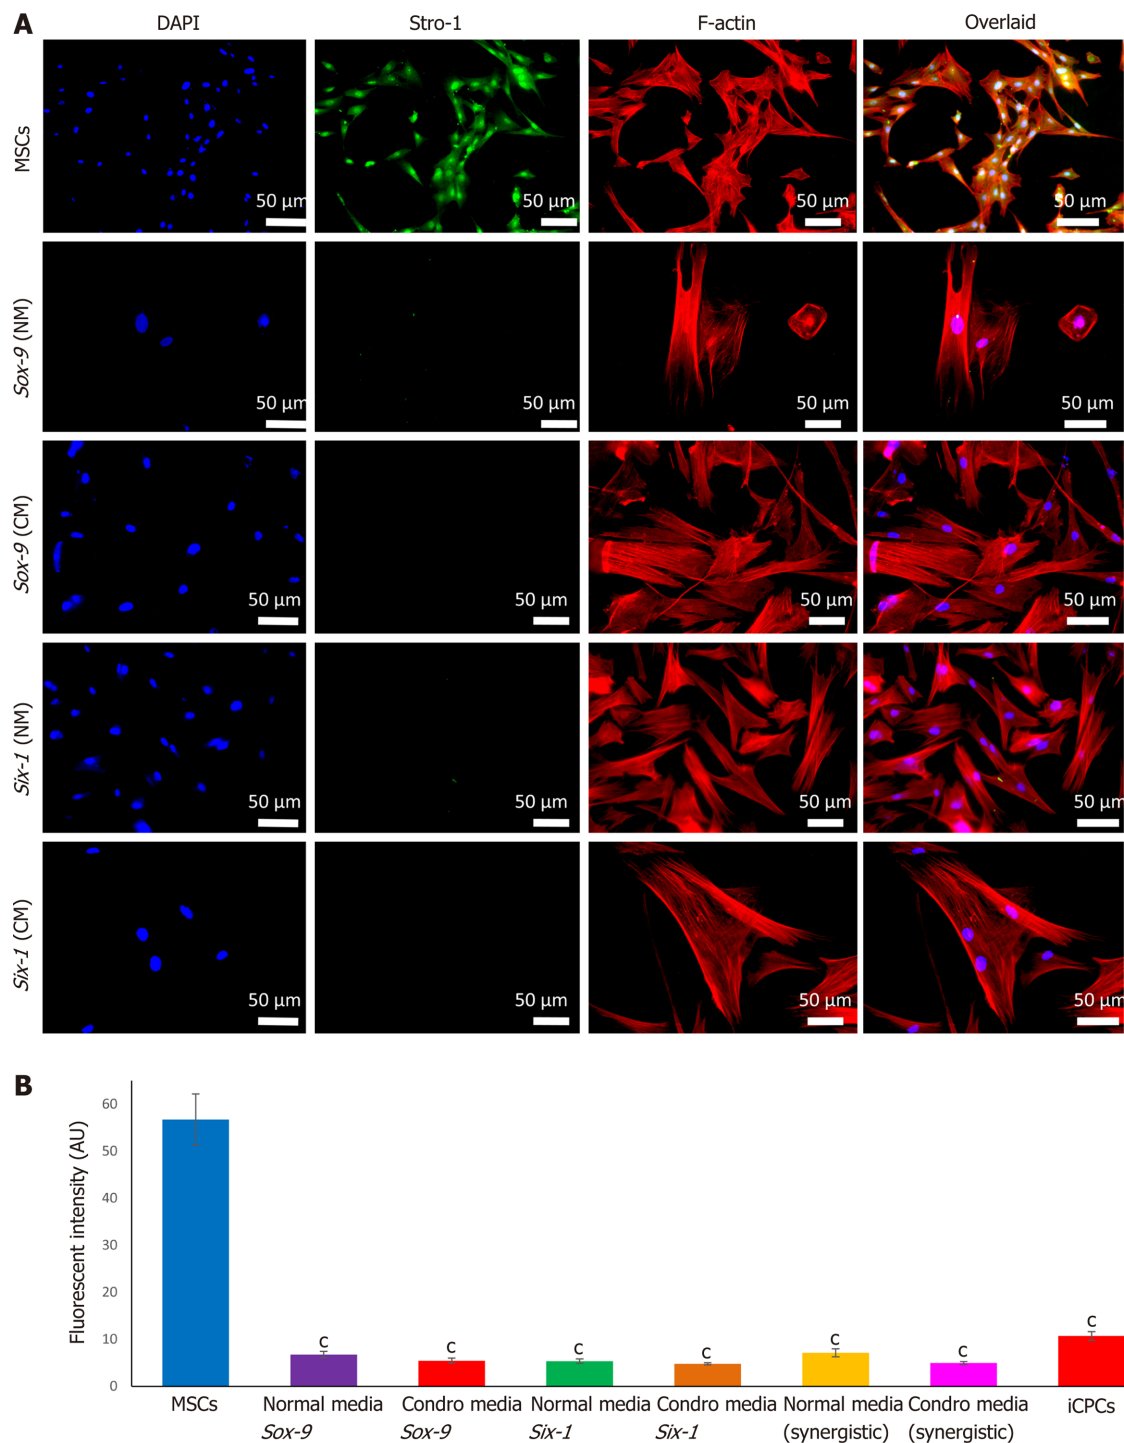 A
DAPI Stro-1 F-actin Overlaid
MSCs
50 μm 50 μm 50 μm 50 μm
Sox-9 (NM)
50 μm 50 μm 50 μm 50 μm
Sox-9 (CM)
50 μm 50 μm 50 μm 50 μm
Six-1 (NM)
50 μm 50 μm 50 μm 50 μm
Six-1 (CM)
50 μm 50 μm 50 μm 50 μm
B
Fluorescent intensity (AU)
60
50
40
30
20
10
0
c c c c c c c
MSCs Normal media Condro media Normal media Condro media Normal media Condro media iCPCs
Sox-9 Sox-9 Six-1 Six-1 (synergistic) (synergistic)